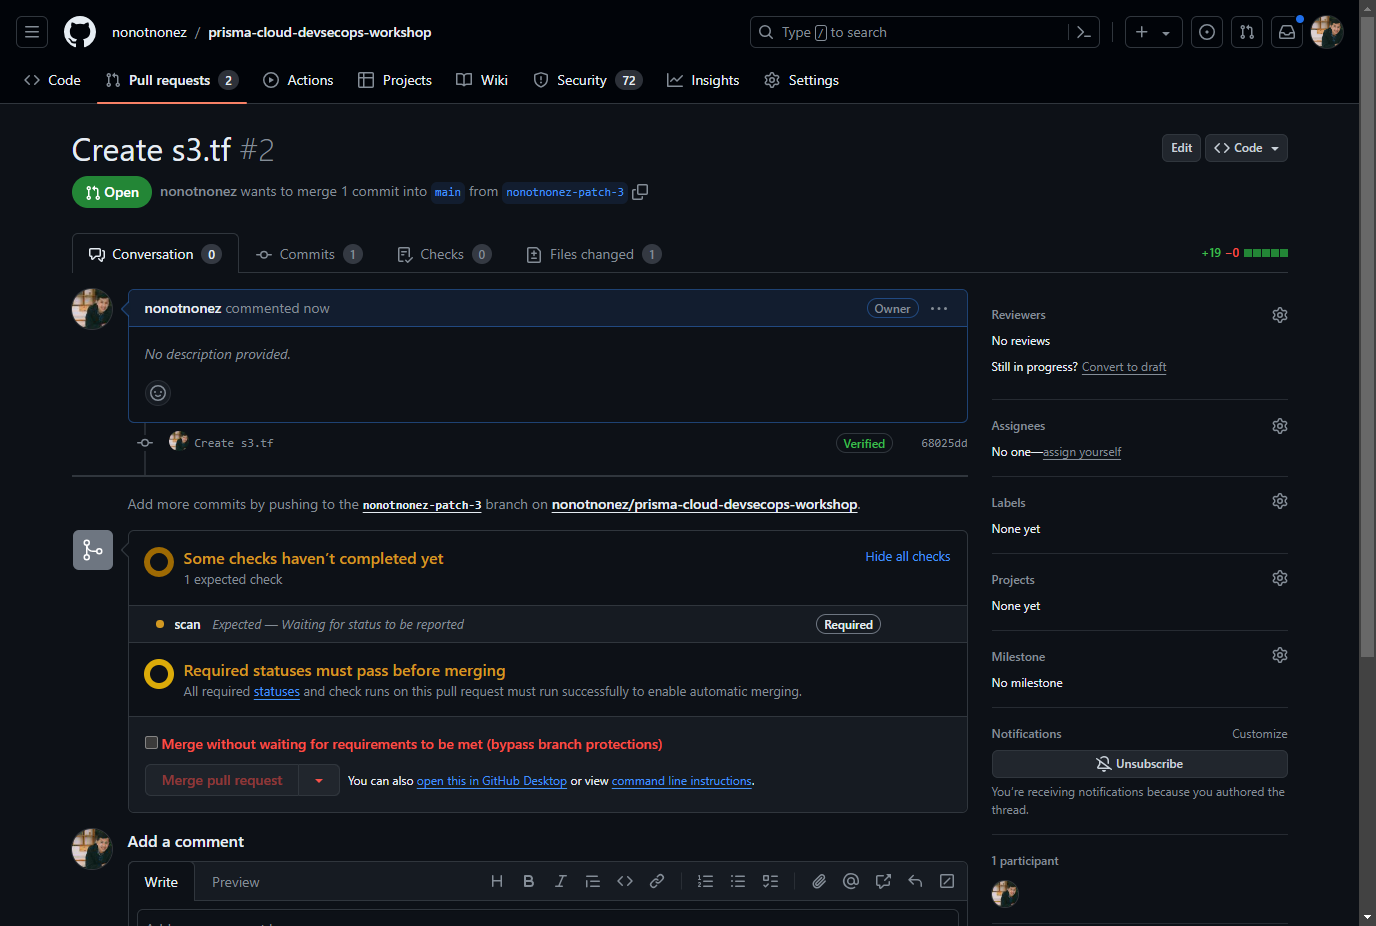 nonotnonez / prisma-cloud-devsecops-workshop
Type / to search
Code
Pull requests 2
Actions
Projects
Wiki
Security 72
Insights
Settings
Create s3.tf #2
Edit
Code
Open
nonotnonez wants to merge 1 commit into main from nonotnonez-patch-3
Conversation 0
Commits 1
Checks 0
Files changed 1
+19 −0
nonotnonez commented now
Owner
No description provided.
Create s3.tf
Verified
68025dd
Add more commits by pushing to the nonotnonez-patch-3 branch on nonotnonez/prisma-cloud-devsecops-workshop.
Some checks haven't completed yet
Hide all checks
1 expected check
scan Expected — Waiting for status to be reported
Required
Required statuses must pass before merging
All required statuses and check runs on this pull request must run successfully to enable automatic merging.
Merge without waiting for requirements to be met (bypass branch protections)
Merge pull request
You can also open this in GitHub Desktop or view command line instructions.
Add a comment
Write
Preview
Reviewers
No reviews
Still in progress? Convert to draft
Assignees
No one—assign yourself
Labels
None yet
Projects
None yet
Milestone
No milestone
Notifications
Customize
Unsubscribe
You're receiving notifications because you authored the
thread.
1 participant